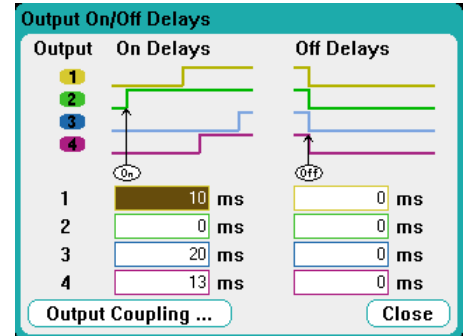 Output On/Off Delays
Output On Delays Off Delays
1
2
3
4
On Off
1 10 ms 0 ms
2 0 ms 0 ms
3 20 ms 0 ms
4 13 ms 0 ms
Output Coupling ... Close